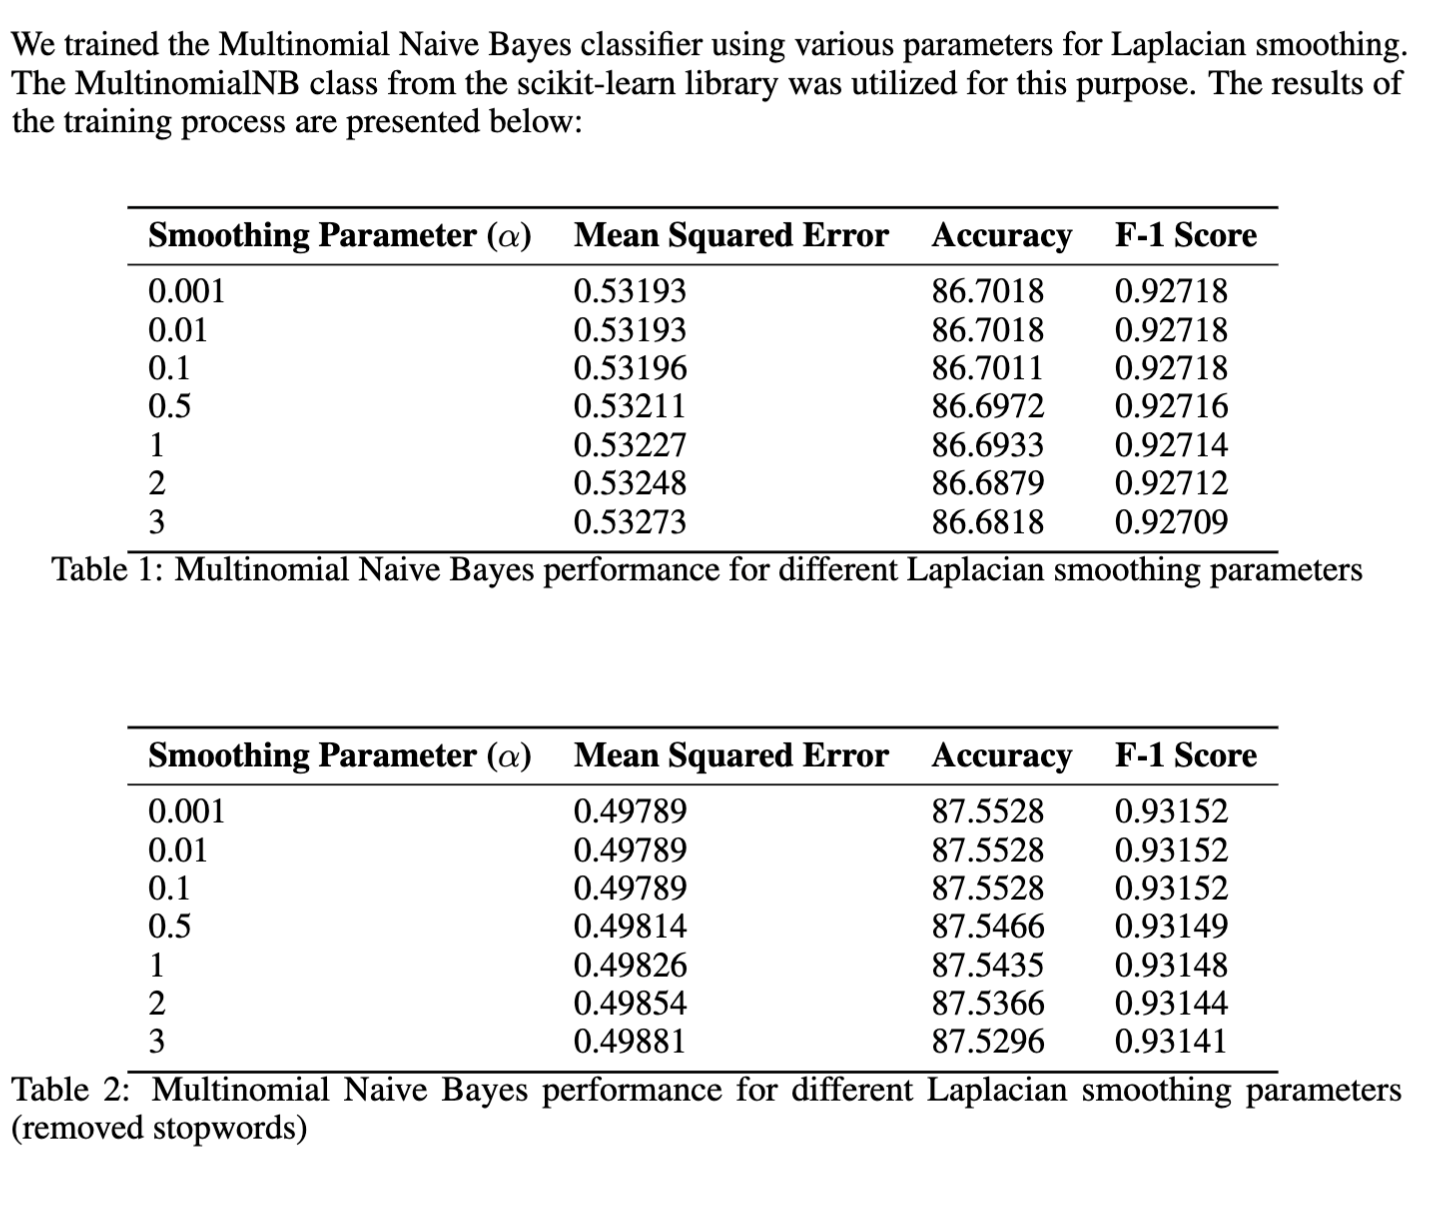 We trained the Multinomial Naive Bayes classifier using various parameters for Laplacian smoothing.
The MultinomialNB class from the scikit-learn library was utilized for this purpose. The results of
the training process are presented below:
Smoothing Parameter (α) Mean Squared Error Accuracy F-1 Score
0.001 0.53193 86.7018 0.92718
0.01 0.53193 86.7018 0.92718
0.1 0.53196 86.7011 0.92718
0.5 0.53211 86.6972 0.92716
1 0.53227 86.6933 0.92714
2 0.53248 86.6879 0.92712
3 0.53273 86.6818 0.92709
Table 1: Multinomial Naive Bayes performance for different Laplacian smoothing parameters
Smoothing Parameter (α) Mean Squared Error Accuracy F-1 Score
0.001 0.49789 87.5528 0.93152
0.01 0.49789 87.5528 0.93152
0.1 0.49789 87.5528 0.93152
0.5 0.49814 87.5466 0.93149
1 0.49826 87.5435 0.93148
2 0.49854 87.5366 0.93144
3 0.49881 87.5296 0.93141
Table 2: Multinomial Naive Bayes performance for different Laplacian smoothing parameters
(removed stopwords)